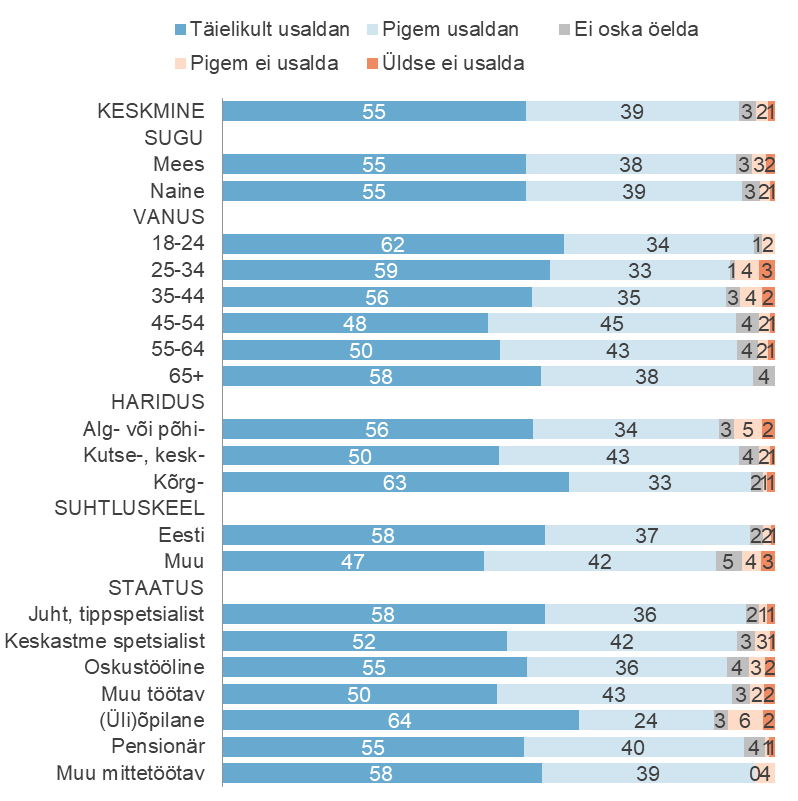 Täielikult usaldan Pigem usaldan Ei oska öelda
Pigem ei usalda Üldse ei usalda
KESKMINE 55 39 3 2 1
SUGU
Mees 55 38 3 3 2
Naine 55 39 3 2 1
VANUS
18-24 62 34 1 2
25-34 59 33 1 4 3
35-44 56 35 3 4 2
45-54 48 45 4 2 1
55-64 50 43 4 2 1
65+ 58 38 4
HARIDUS
Alg- või põhi- 56 34 3 5 2
Kutse-, kesk- 50 43 4 2 1
Kõrg- 63 33 2 1 1
SUHTLUSKEEL
Eesti 58 37 2 2 1
Muu 47 42 5 4 3
STAATUS
Juht, tippspetsialist 58 36 2 1 1
Keskastme spetsialist 52 42 3 3 1
Oskustööline 55 36 4 3 2
Muu töötav 50 43 3 2 2
(Üli)õpilane 64 24 3 6 2
Pensionär 55 40 4 1 1
Muu mittetöötav 58 39 0 4